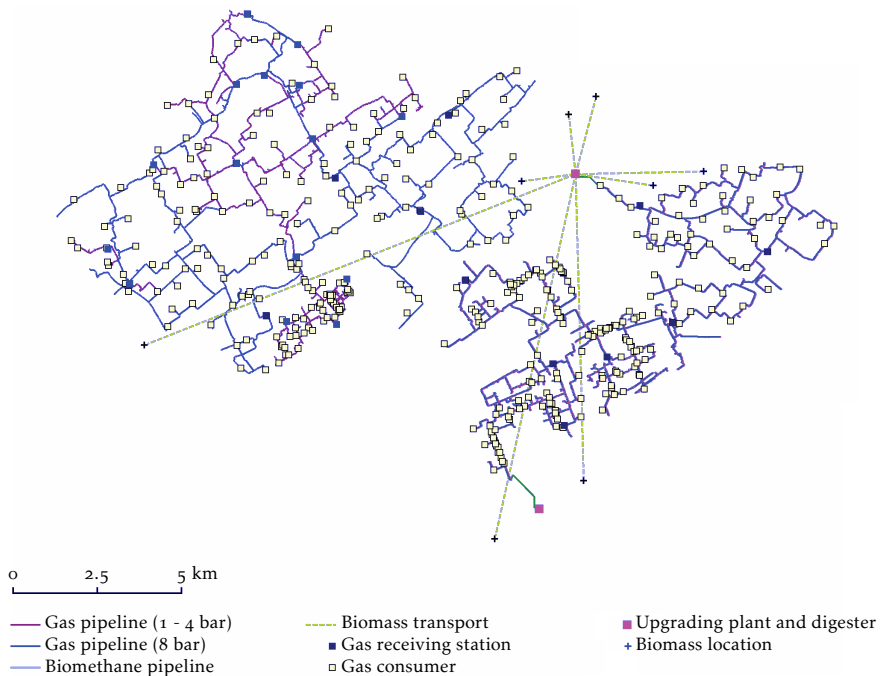 0 2.5 5 km
Gas pipeline (1 - 4 bar)
Gas pipeline (8 bar)
Biomethane pipeline
Biomass transport
Gas receiving station
Gas consumer
Upgrading plant and digester
Biomass location